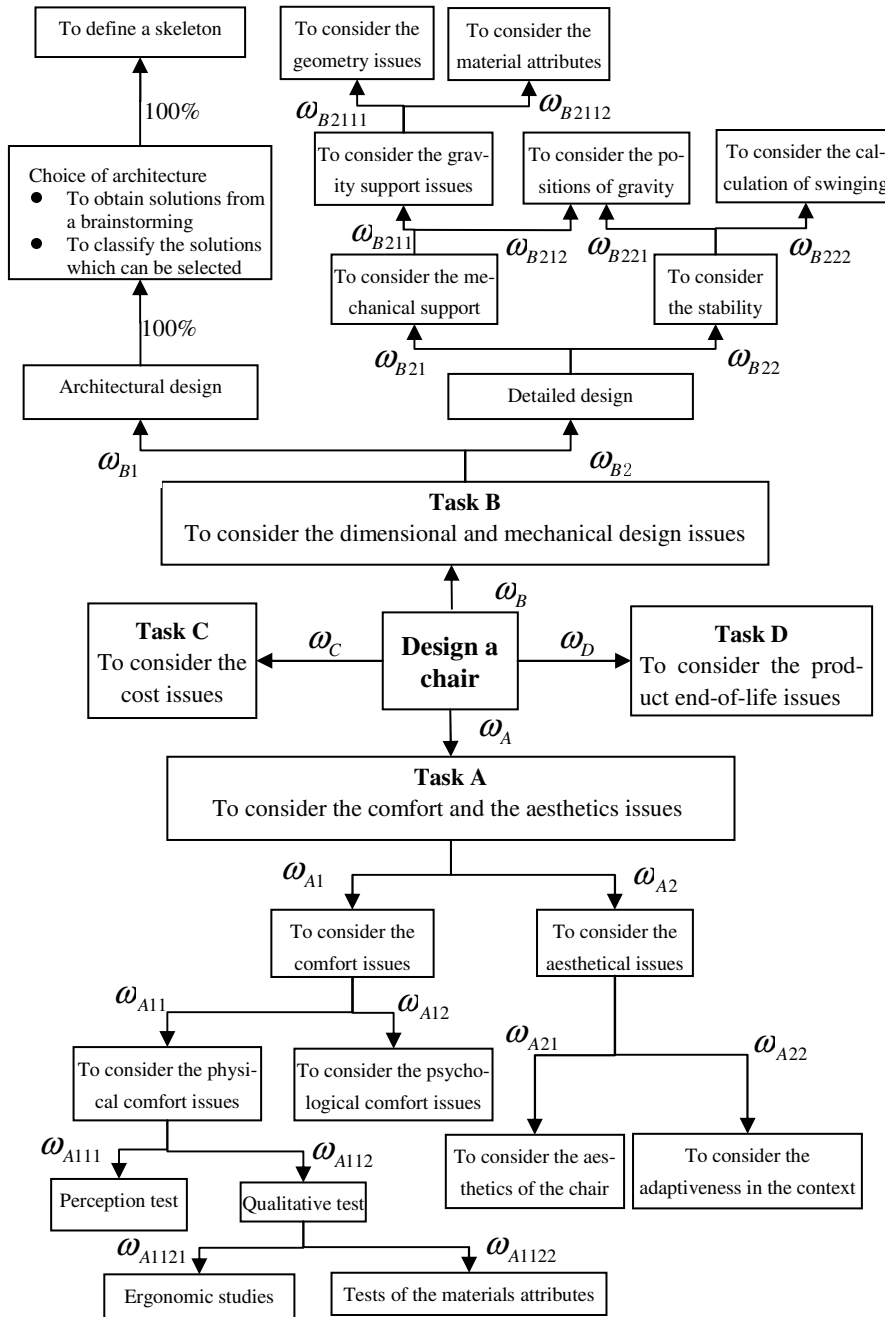 To define a skeleton
To consider the
geometry issues
To consider the
material attributes
100%
ω_B2111
ω_B2112
Choice of architecture
● To obtain solutions from
a brainstorming
● To classify the solutions
which can be selected
To consider the grav-
ity support issues
To consider the po-
sitions of gravity
To consider the cal-
culation of swinging
ω_B211
ω_B212
ω_B221
ω_B222
To consider the me-
chanical support
To consider
the stability
100%
ω_B21
ω_B22
Architectural design
Detailed design
ω_B1
ω_B2
Task B
To consider the dimensional and mechanical design issues
ω_B
Task C
To consider the
cost issues
ω_C
Design a
chair
ω_D
Task D
To consider the prod-
uct end-of-life issues
ω_A
Task A
To consider the comfort and the aesthetics issues
ω_A1
ω_A2
To consider the
comfort issues
To consider the
aesthetical issues
ω_A11
ω_A12
ω_A21
ω_A22
To consider the physi-
cal comfort issues
To consider the psycho-
logical comfort issues
To consider the aes-
thetics of the chair
To consider the
adaptiveness in the context
ω_A111
ω_A112
Perception test
Qualitative test
ω_A1121
ω_A1122
Ergonomic studies
Tests of the materials attributes